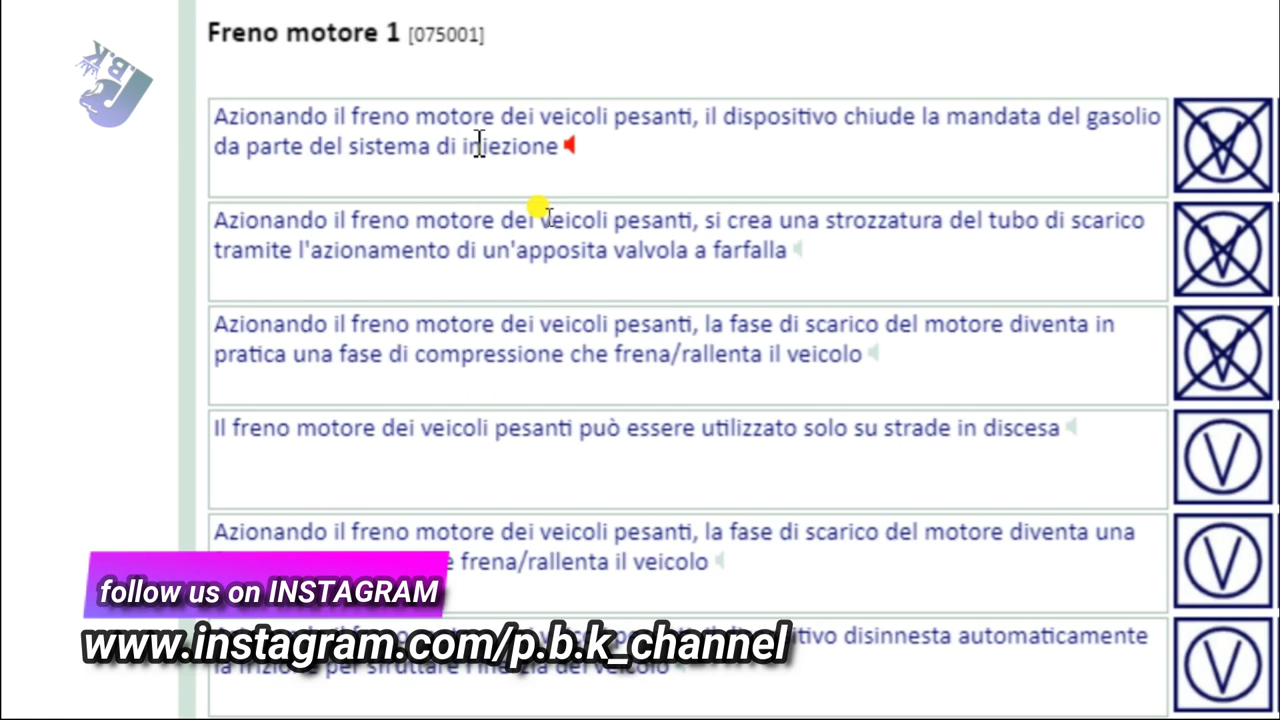 Freno motore 1 [075001]
P.B.K
Azionando il freno motore dei veicoli pesanti, il dispositivo chiude la mandata del gasolio
da parte del sistema di iniezione
V
Azionando il freno motore dei veicoli pesanti, si crea una strozzatura del tubo di scarico
tramite l'azionamento di un'apposita valvola a farfalla
V
Azionando il freno motore dei veicoli pesanti, la fase di scarico del motore diventa in
pratica una fase di compressione che frena/rallenta il veicolo
V
Il freno motore dei veicoli pesanti può essere utilizzato solo su strade in discesa
V
Azionando il freno motore dei veicoli pesanti, la fase di scarico del motore diventa una
frena/rallenta il veicolo
V
follow us on INSTAGRAM
disinnesta automaticamente
www.instagram.com/p.b.k_channel
V